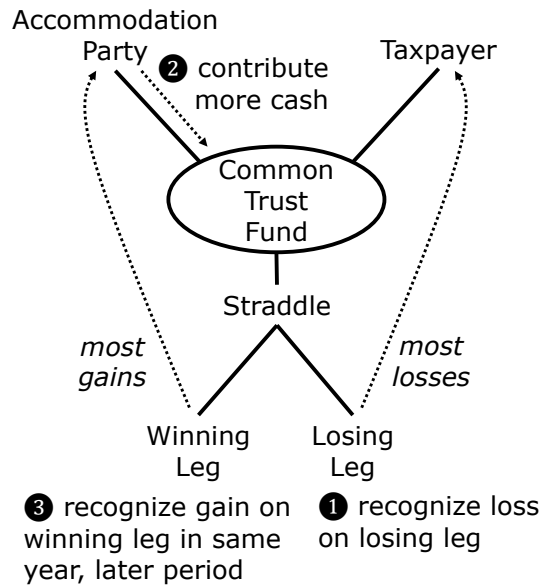 Accommodation
Party
Taxpayer
❷ contribute
more cash
Common
Trust
Fund
Straddle
most
gains
most
losses
Winning
Leg
Losing
Leg
❸ recognize gain on
winning leg in same
year, later period
❶ recognize loss
on losing leg